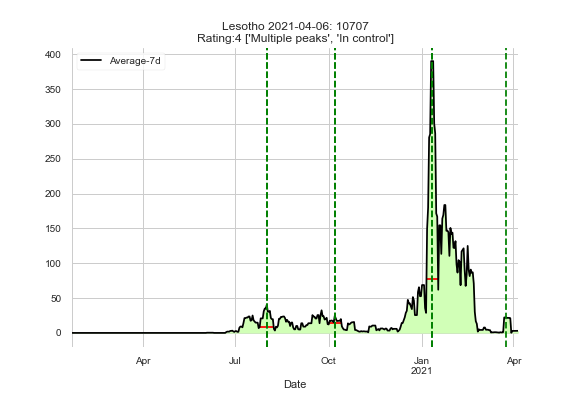 Lesotho 2021-04-06: 10707
Rating:4 ['Multiple peaks', 'In control']
Average-7d
400
350
300
250
200
150
100
50
0
Apr
Jul
Oct
Jan
2021
Apr
Date